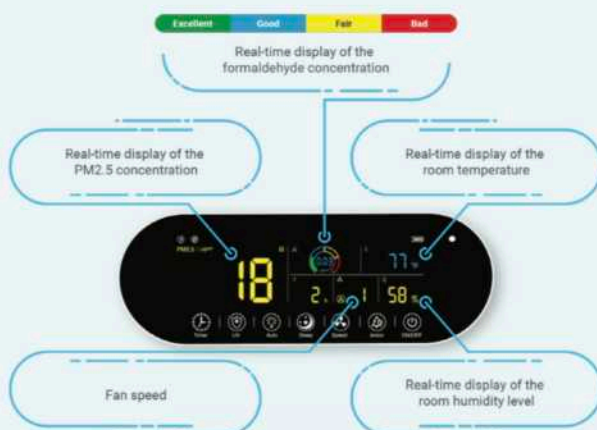 Excellent Good Fair Bad
Real-time display of the
formaldehyde concentration
Real-time display of the
PM2.5 concentration
Real-time display of the
room temperature
PM2.5
18
77 °F
2
1
58 %
Timer UV Auto Sleep Speed Anion ON/OFF
Fan speed
Real-time display of the
room humidity level